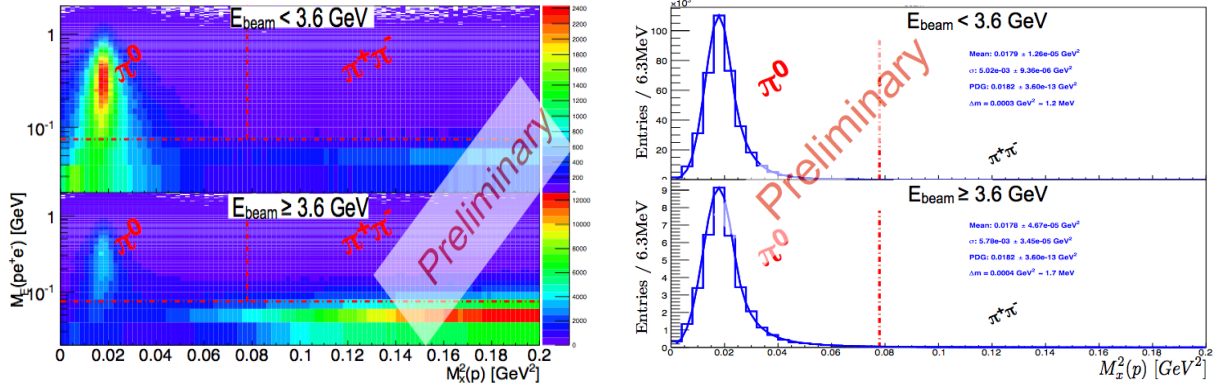 E_beam < 3.6 GeV
π⁰
π⁺π⁻
1
10⁻¹
2400
2200
2000
1800
1600
1400
1200
1000
800
600
400
200
0
E_beam ≥ 3.6 GeV
π⁰
π⁺π⁻
Preliminary
1
10⁻¹
12000
10000
8000
6000
4000
2000
0
M_E(pe⁺e⁻) [GeV]
0 0.02 0.04 0.06 0.08 0.1 0.12 0.14 0.16 0.18 0.2
M²ₓ(p) [GeV²]
E_beam < 3.6 GeV
Entries / 6.3MeV
100
80
60
40
20
0
π⁰
Mean: 0.0179 ± 1.26e-05 GeV²
σ: 5.02e-03 ± 9.36e-06 GeV²
PDG: 0.0182 ± 3.60e-13 GeV²
Δm = 0.0003 GeV² ~ 1.2 MeV
π⁺π⁻
Preliminary
E_beam ≥ 3.6 GeV
Entries / 6.3MeV
9
8
7
6
5
4
3
2
1
0
π⁰
Mean: 0.0178 ± 4.67e-05 GeV²
σ: 5.78e-03 ± 3.45e-05 GeV²
PDG: 0.0182 ± 3.60e-13 GeV²
Δm = 0.0004 GeV² ~ 1.7 MeV
π⁺π⁻
0 0.02 0.04 0.06 0.08 0.1 0.12 0.14 0.16 0.18 0.2
M²ₓ(p) [GeV²]